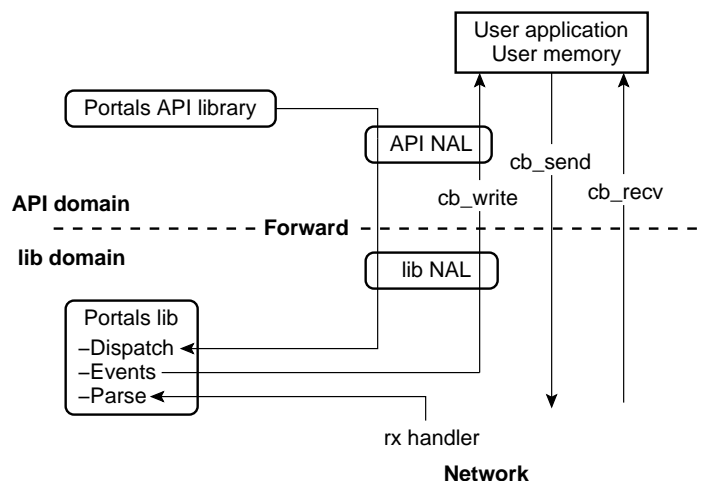 User application
User memory
Portals API library
API NAL
cb_send
cb_write
cb_recv
API domain
Forward
lib domain
lib NAL
Portals lib
–Dispatch
–Events
–Parse
rx handler
Network